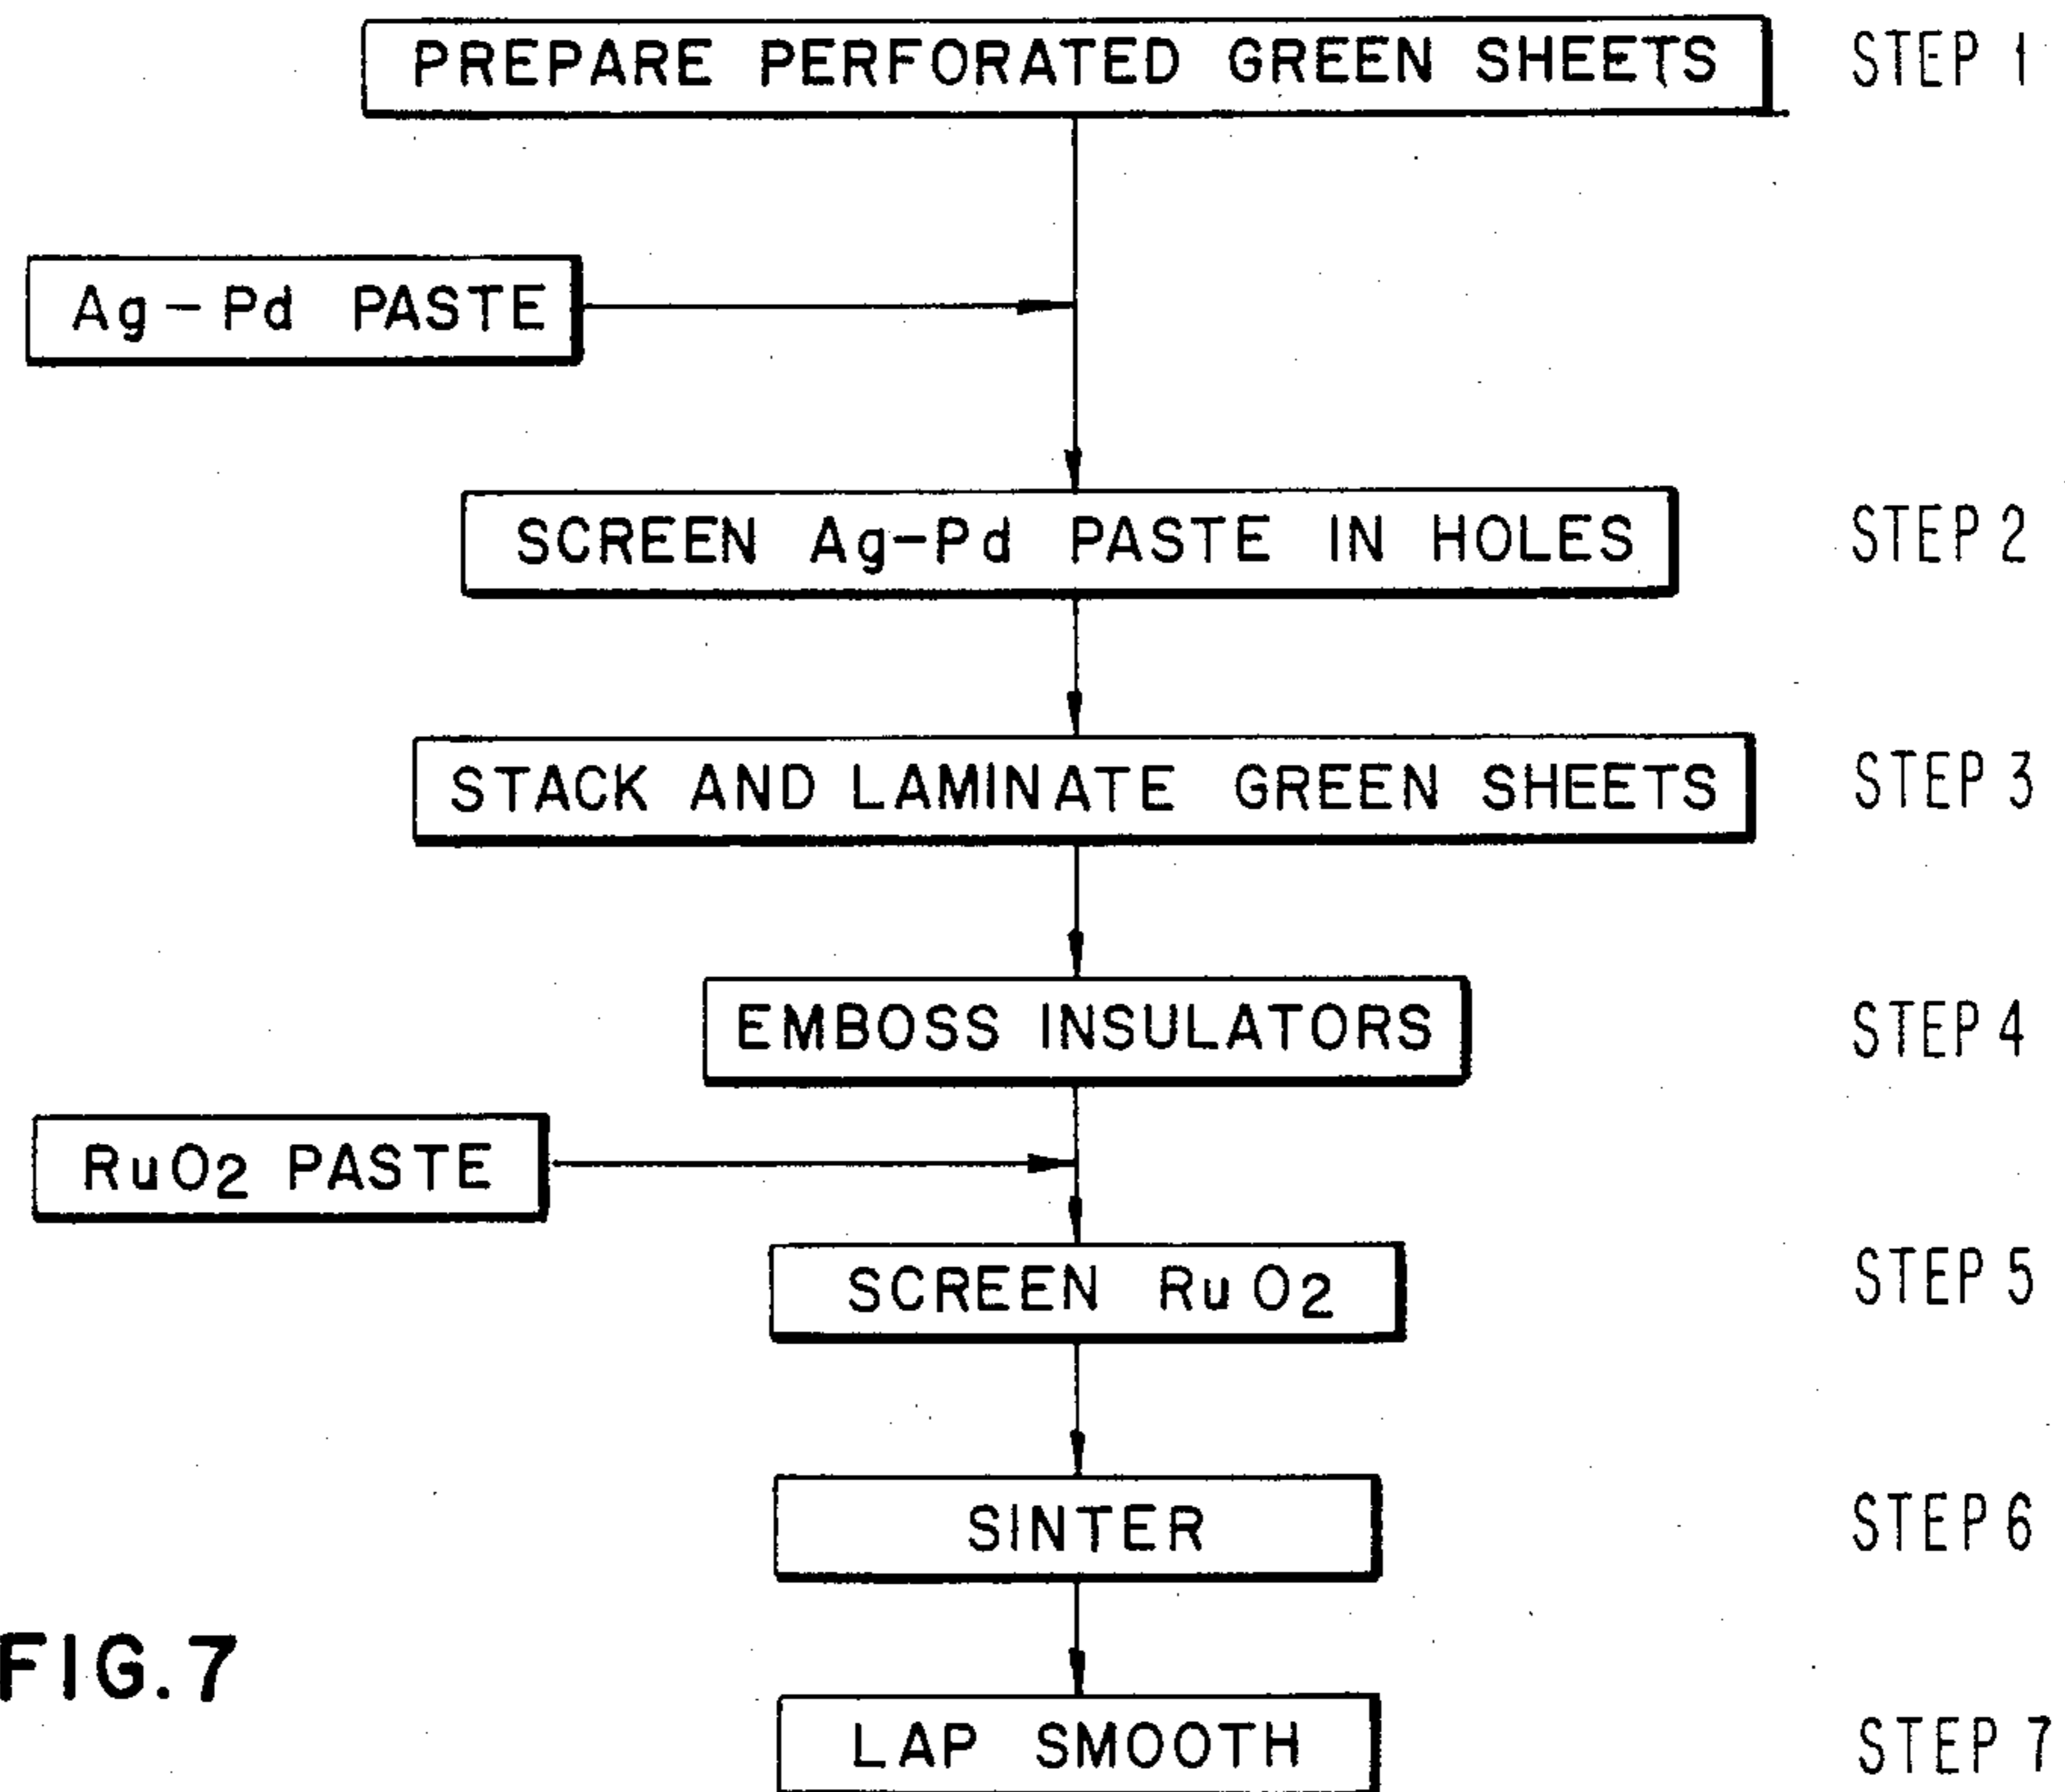 PREPARE PERFORATED GREEN SHEETS STEP 1
Ag-Pd PASTE
SCREEN Ag-Pd PASTE IN HOLES STEP 2
STACK AND LAMINATE GREEN SHEETS STEP 3
EMBOSS INSULATORS STEP 4
RuO2 PASTE
SCREEN RuO2 STEP 5
SINTER STEP 6
FIG.7
LAP SMOOTH STEP 7